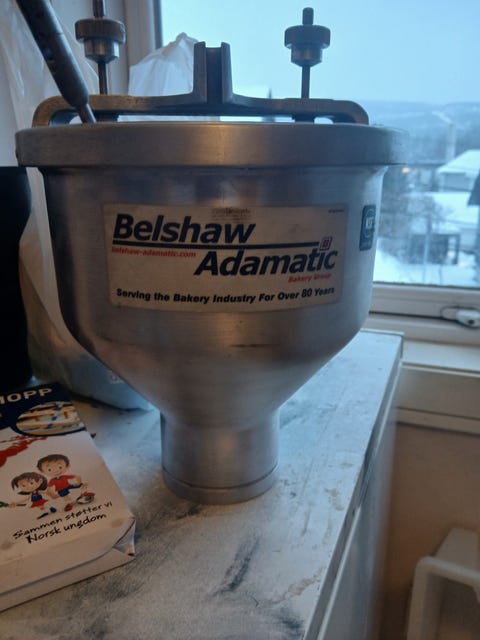 Belshaw
belshaw-adamatic.com
Adamatic
Bakery Group
Serving the Bakery Industry For Over 80 Years
HOPP
Sammen støtter vi
Norsk ungdom